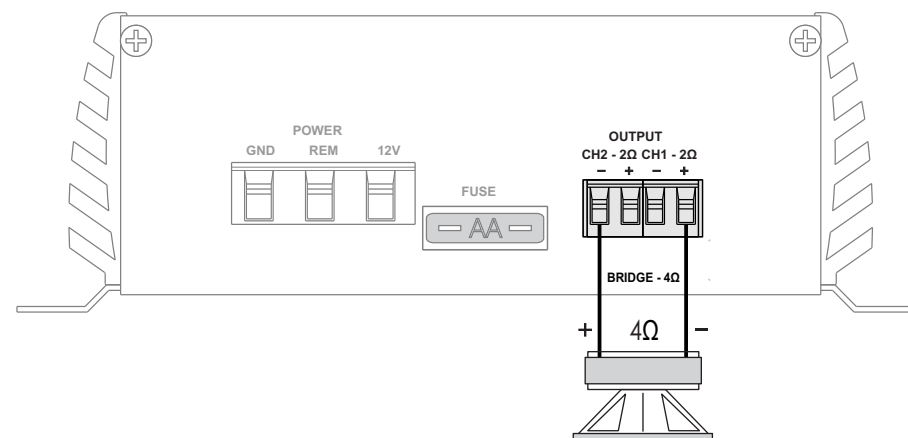 POWER
GND REM 12V
FUSE
AA
OUTPUT
CH2 - 2Ω CH1 - 2Ω
– + – +
BRIDGE - 4Ω
+ 4Ω –